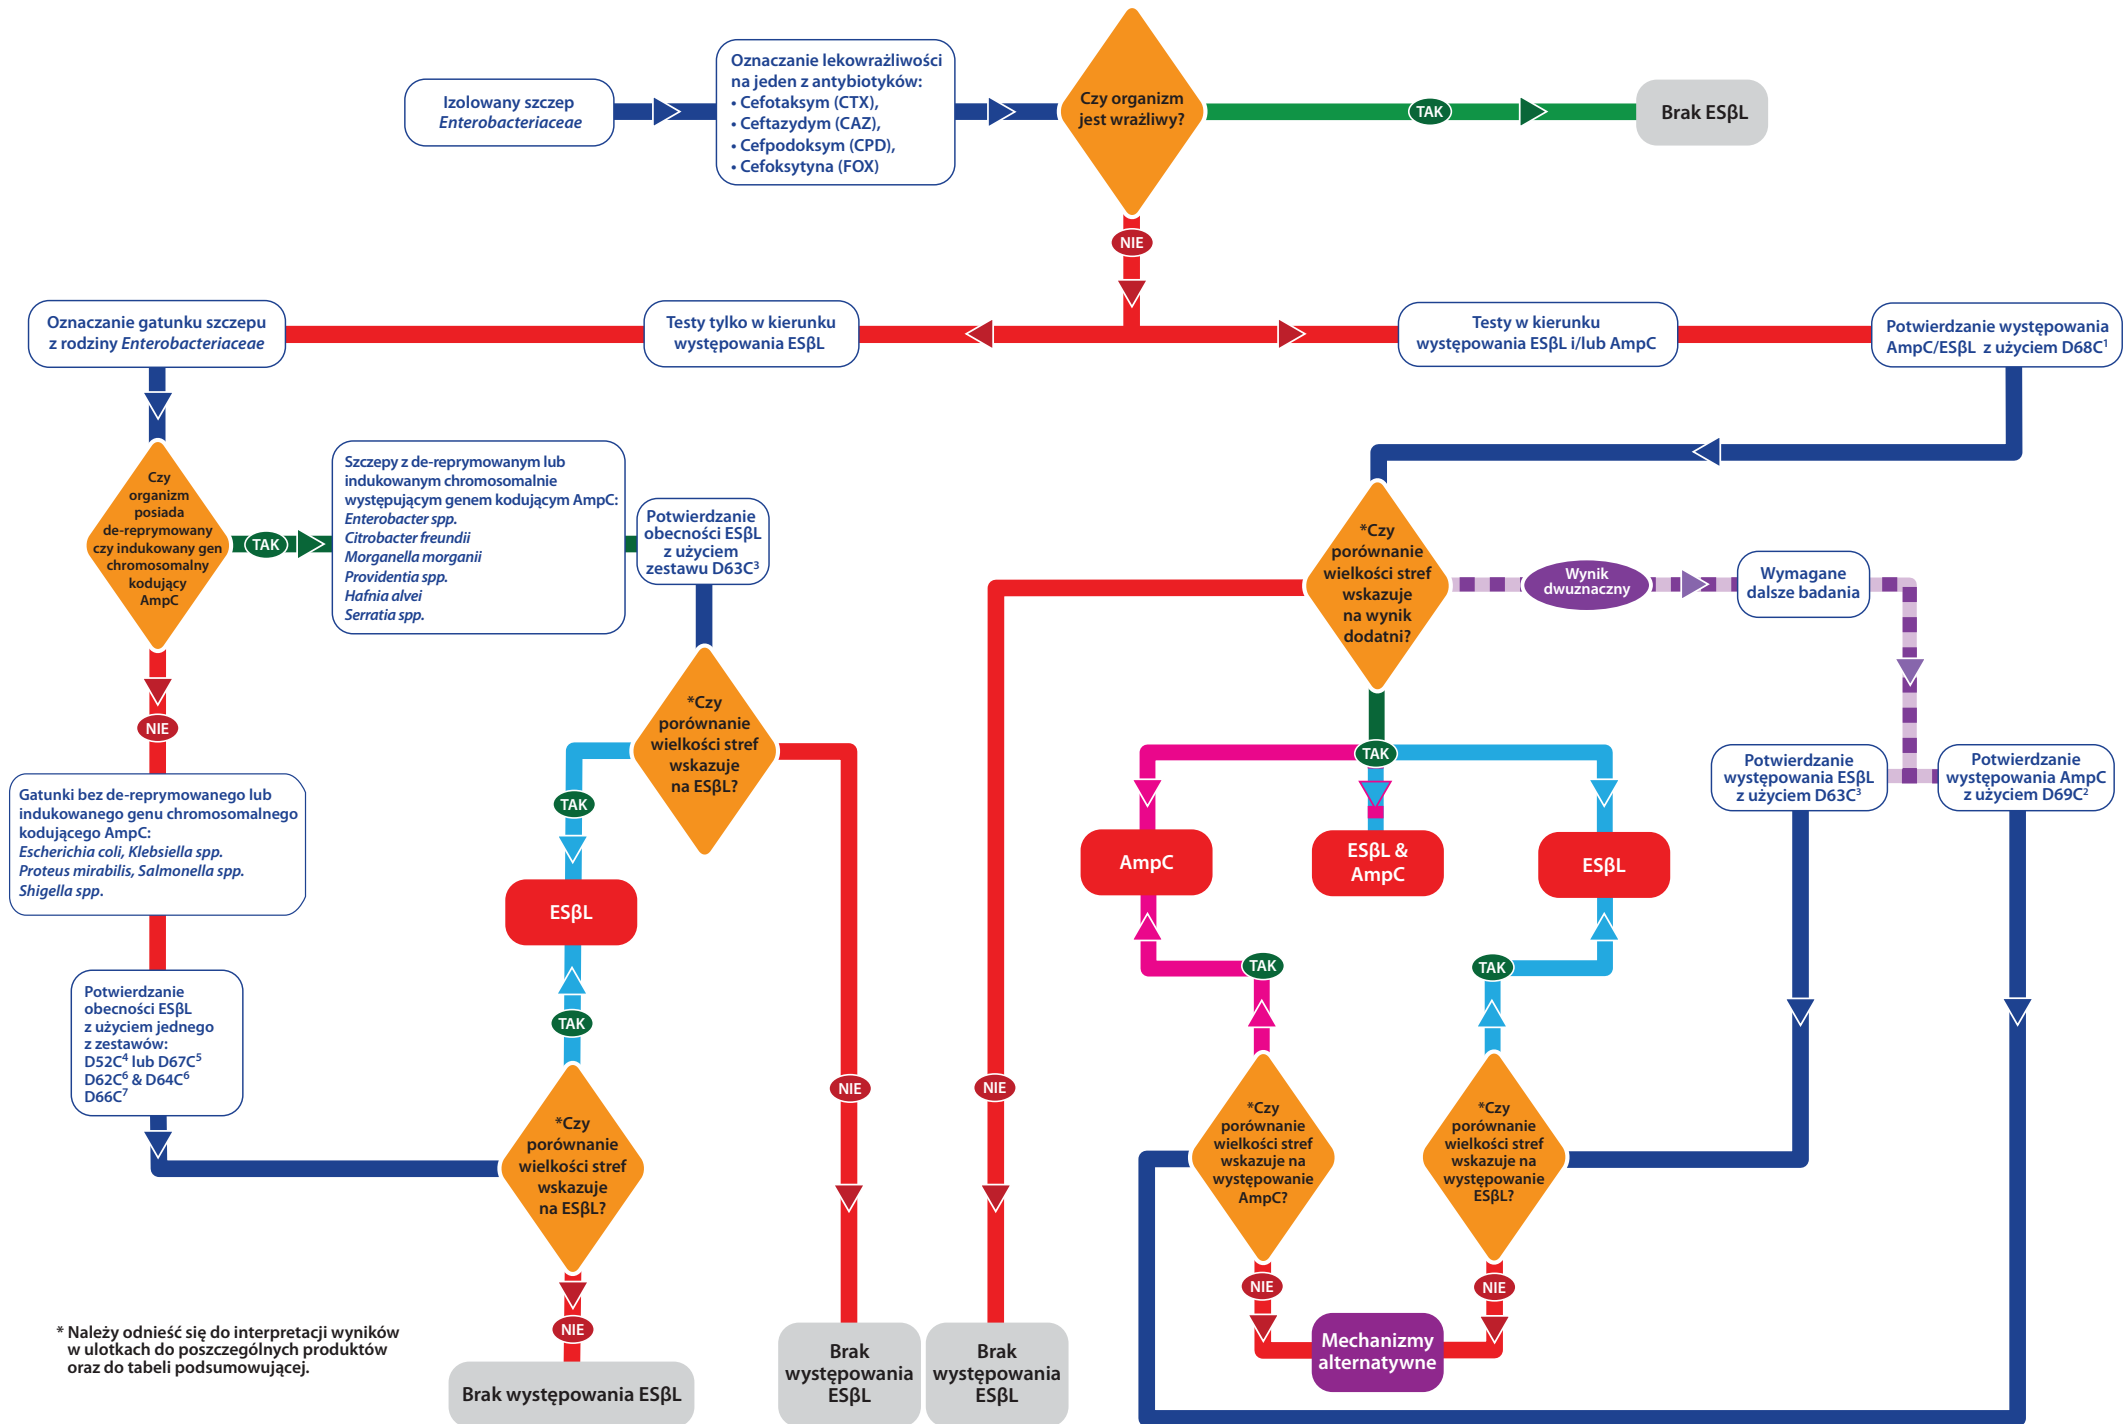 Izolowany szczep
Enterobacteriaceae
Oznaczanie lekowrażliwości
na jeden z antybiotyków:
• Cefotaksym (CTX),
• Ceftazydym (CAZ),
• Cefpodoksym (CPD),
• Cefoksytyna (FOX)
Czy organizm
jest wrażliwy?
TAK
Brak ESβL
NIE
Oznaczanie gatunku szczepu
z rodziny Enterobacteriaceae
Testy tylko w kierunku
występowania ESβL
Testy w kierunku
występowania ESβL i/lub AmpC
Potwierdzanie występowania
AmpC/ESβL z użyciem D68C¹
Czy
organizm
posiada
de-reprymowany
czy indukowany gen
chromosomalny
kodujący
AmpC
TAK
Szczepy z de-reprymowanym lub
indukowanym chromosomalnie
występującym genem kodującym AmpC:
Enterobacter spp.
Citrobacter freundii
Morganella morganii
Providentia spp.
Hafnia alvei
Serratia spp.
Potwierdzanie
obecności ESβL
z użyciem
zestawu D63C³
*Czy
porównanie
wielkości stref
wskazuje
na wynik
dodatni?
Wynik
dwuznaczny
Wymagane
dalsze badania
NIE
*Czy
porównanie
wielkości stref
wskazuje
na ESβL?
TAK
TAK
Potwierdzanie
występowania ESβL
z użyciem D63C³
Potwierdzanie
występowania AmpC
z użyciem D69C²
Gatunki bez de-reprymowanego lub
indukowanego genu chromosomalnego
kodującego AmpC:
Escherichia coli, Klebsiella spp.
Proteus mirabilis, Salmonella spp.
Shigella spp.
ESβL
AmpC
ESβL &
AmpC
ESβL
Potwierdzanie
obecności ESβL
z użyciem jednego
z zestawów:
D52C⁴ lub D67C⁵
D62C⁶ & D64C⁶
D66C⁷
TAK
TAK
TAK
NIE
NIE
*Czy
porównanie
wielkości stref
wskazuje
na ESβL?
*Czy
porównanie
wielkości stref
wskazuje na
występowanie
AmpC?
*Czy
porównanie
wielkości stref
wskazuje na
występowanie
ESβL?
NIE
NIE
NIE
* Należy odnieść się do interpretacji wyników
w ulotkach do poszczególnych produktów
oraz do tabeli podsumowującej.
Brak występowania ESβL
Brak
występowania
ESβL
Brak
występowania
ESβL
Mechanizmy
alternatywne